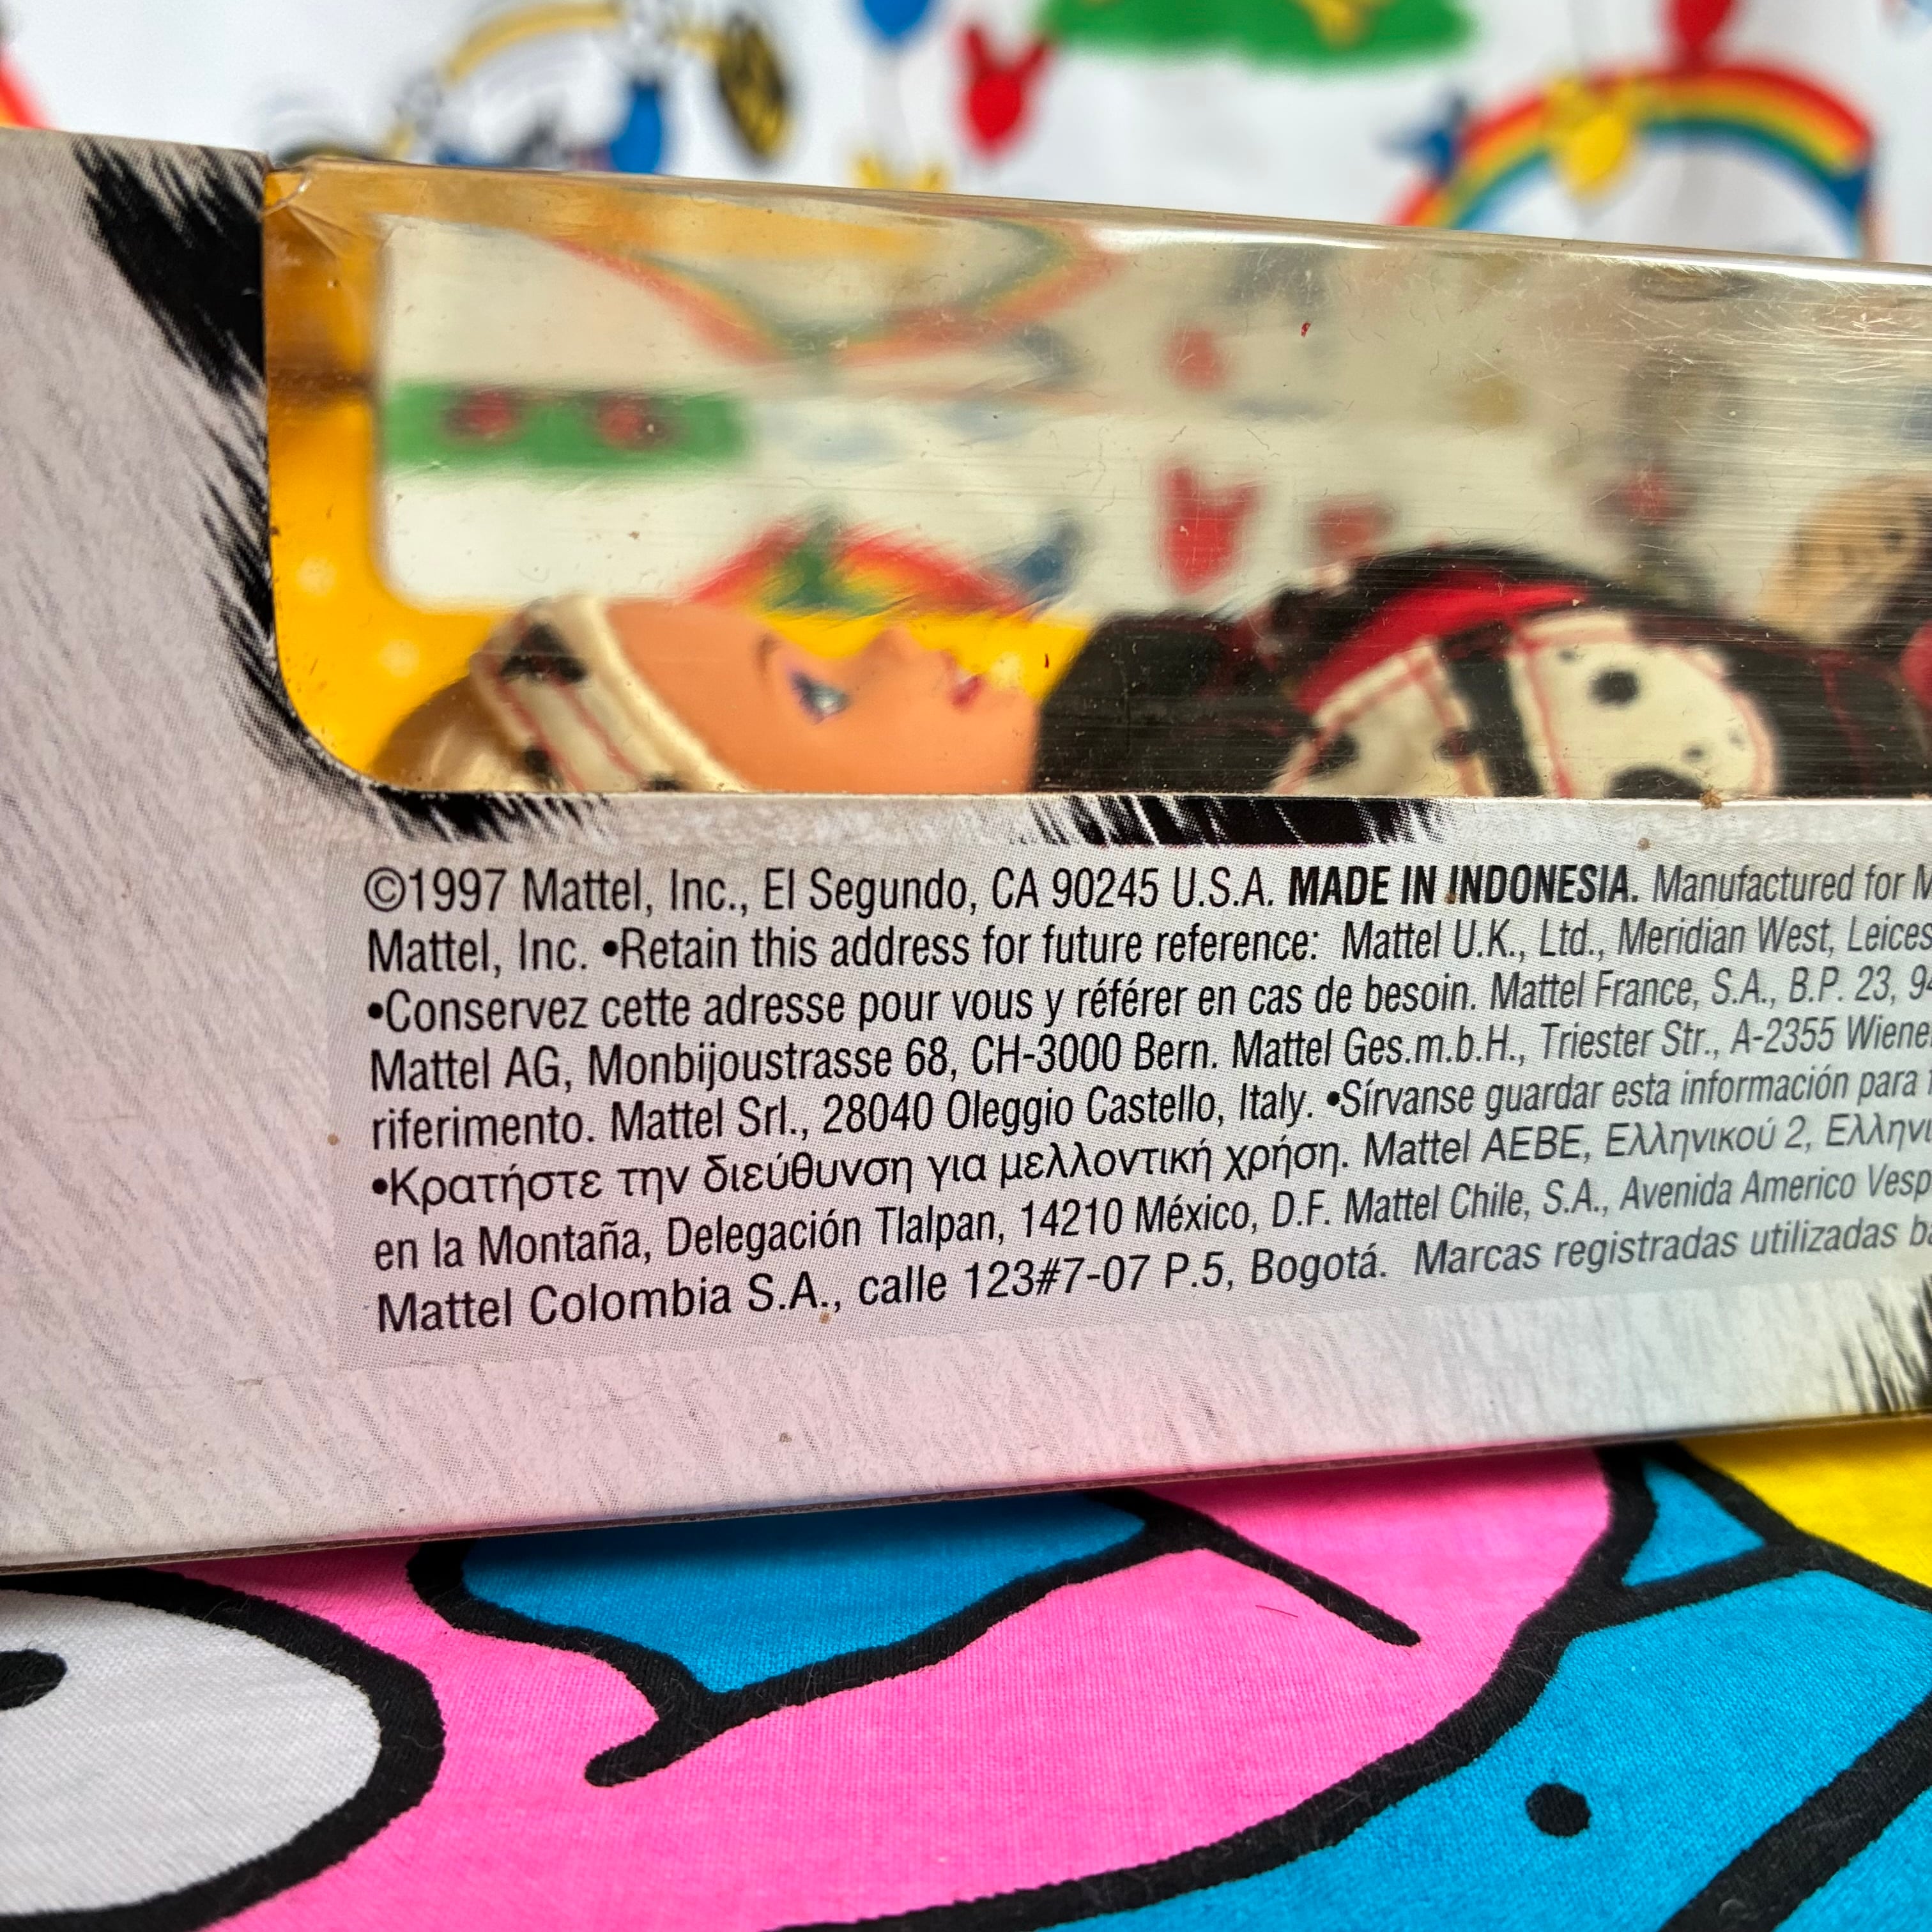 ©1997 Mattel, Inc., El Segundo, CA 90245 U.S.A. MADE IN INDONESIA. Manufactured for
Mattel, Inc. •Retain this address for future reference: Mattel U.K., Ltd., Meridian West,
•Conservez cette adresse pour vous y référer en cas de besoin. Mattel France, S.A., B.P. 23,
Mattel AG, Monbijoustrasse 68, CH-3000 Bern. Mattel Ges.m.b.H., Triester Str., A-2355
riferimento. Mattel Srl., 28040 Oleggio Castello, Italy. •Sírvanse guardar esta información para
•Κρατήστε την διεύθυνση για μελλοντική χρήση. Mattel AEBE, Ελληνικού 2,
en la Montaña, Delegación Tlalpan, 14210 México, D.F. Mattel Chile, S.A., Avenida Americo
Mattel Colombia S.A., calle 123#7-07 P.5, Bogotá. Marcas registradas utilizadas